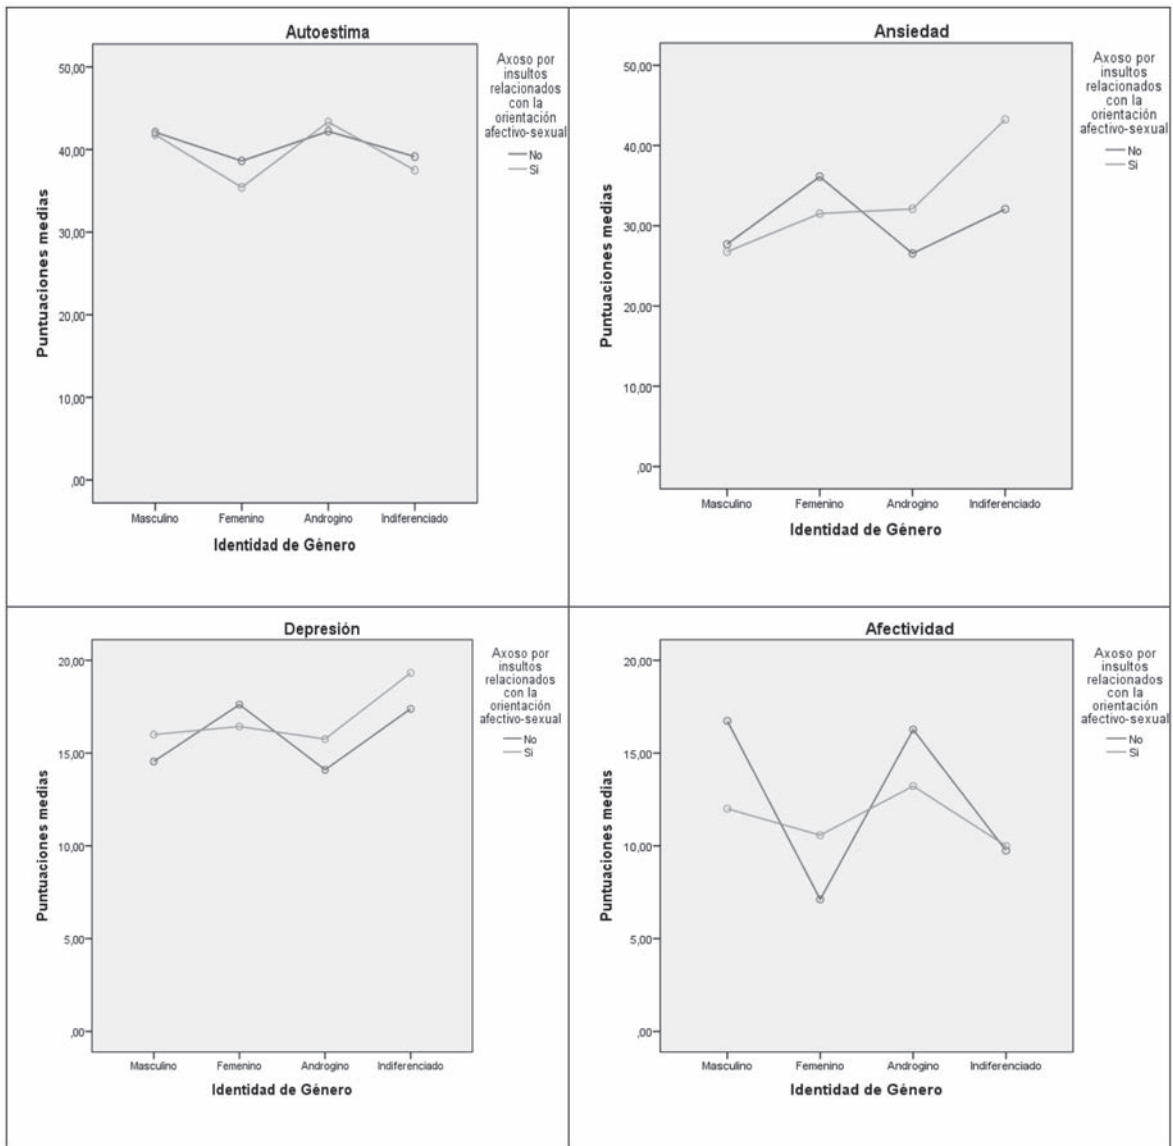 Autoestima
Puntuaciones medias
50,00
40,00
30,00
20,00
10,00
,00
Masculino Femenino Androgino Indiferenciado
Identidad de Género
Axoso por
insultos
relacionados
con la
orientación
afectivo-sexual
No
Si
Ansiedad
Puntuaciones medias
50,00
40,00
30,00
20,00
10,00
,00
Masculino Femenino Androgino Indiferenciado
Identidad de Género
Axoso por
insultos
relacionados
con la
orientación
afectivo-sexual
No
Si
Depresión
Puntuaciones medias
20,00
15,00
10,00
5,00
,00
Masculino Femenino Androgino Indiferenciado
Identidad de Género
Axoso por
insultos
relacionados
con la
orientación
afectivo-sexual
No
Si
Afectividad
Puntuaciones medias
20,00
15,00
10,00
5,00
,00
Masculino Femenino Androgino Indiferenciado
Identidad de Género
Axoso por
insultos
relacionados
con la
orientación
afectivo-sexual
No
Si